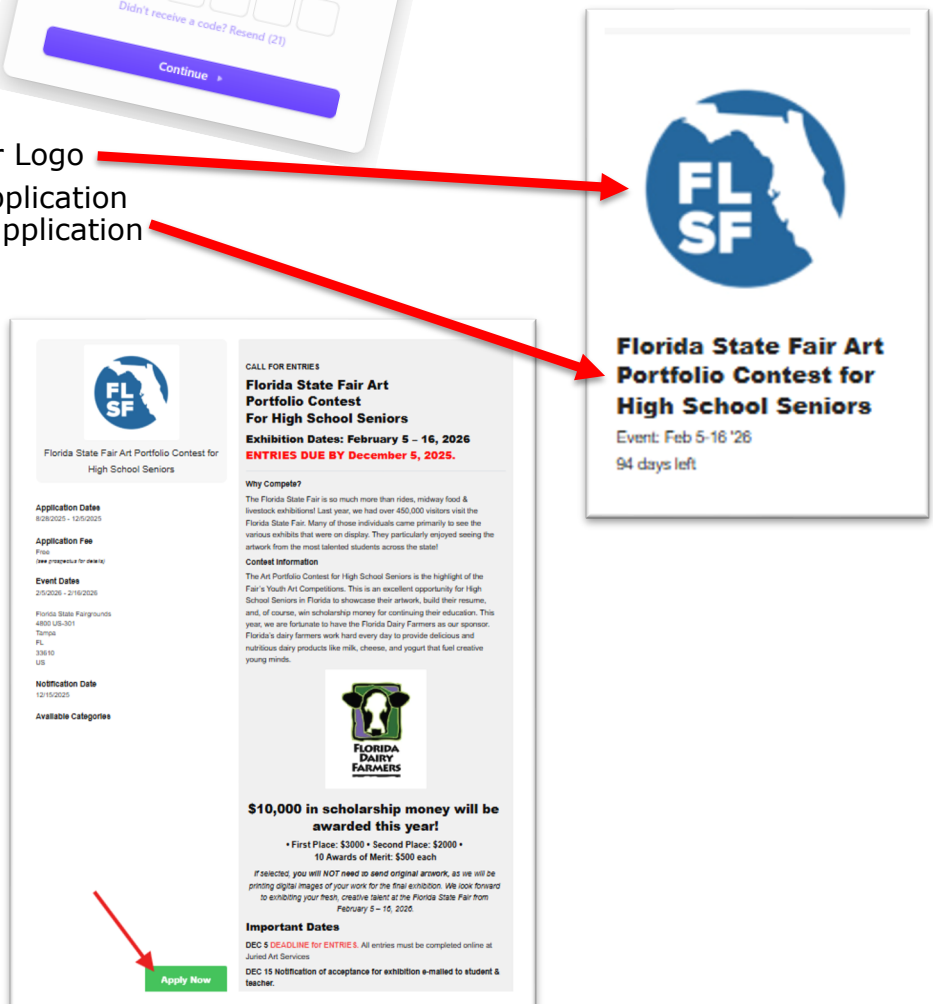 Didn't receive a code? Resend (21)
Continue »
r Logo
pplication
pplication
FL
SF
Florida State Fair Art
Portfolio Contest for
High School Seniors
Event: Feb 5-16 '26
94 days left
FL
SF
Florida State Fair Art Portfolio Contest for
High School Seniors
Application Dates
8/28/2025 - 12/5/2025
Application Fee
Free
(see prospectus for details)
Event Dates
2/5/2026 - 2/16/2026
Florida State Fairgrounds
4800 US-301
Tampa
FL
33610
US
Notification Date
12/15/2025
Available Categories
Apply Now
CALL FOR ENTRIES
Florida State Fair Art
Portfolio Contest
For High School Seniors
Exhibition Dates: February 5 – 16, 2026
ENTRIES DUE BY December 5, 2025.
Why Compete?
The Florida State Fair is so much more than rides, midway food &
livestock exhibitions! Last year, we had over 450,000 visitors visit the
Florida State Fair. Many of those individuals came primarily to see the
various exhibits that were on display. They particularly enjoyed seeing the
artwork from the most talented students across the state!
Contest Information
The Art Portfolio Contest for High School Seniors is the highlight of the
Fair's Youth Art Competitions. This is an excellent opportunity for High
School Seniors in Florida to showcase their artwork, build their resume,
and, of course, win scholarship money for continuing their education. This
year, we are fortunate to have the Florida Dairy Farmers as our sponsor.
Florida's dairy farmers work hard every day to provide delicious and
nutritious dairy products like milk, cheese, and yogurt that fuel creative
young minds.
FLORIDA
DAIRY
FARMERS
$10,000 in scholarship money will be
awarded this year!
• First Place: $3000 • Second Place: $2000 •
10 Awards of Merit: $500 each
If selected, you will NOT need to send original artwork, as we will be
printing digital images of your work for the final exhibition. We look forward
to exhibiting your fresh, creative talent at the Florida State Fair from
February 5 – 16, 2026.
Important Dates
DEC 5 DEADLINE for ENTRIES. All entries must be completed online at
Juried Art Services
DEC 15 Notification of acceptance for exhibition e-mailed to student &
teacher.